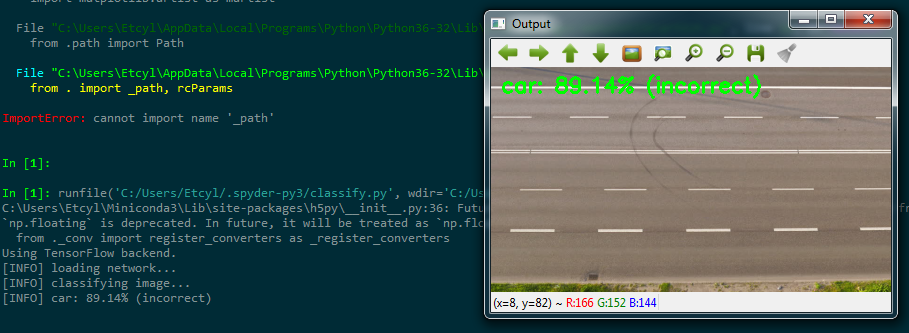 import matplotlib.artist as martist
File "C:\Users\Etcyl\AppData\Local\Programs\Python\Python36-32\Lib\
from .path import Path
File "C:\Users\Etcyl\AppData\Local\Programs\Python\Python36-32\Lib\
from . import _path, rcParams
ImportError: cannot import name '_path'
In [1]:
In [1]: runfile('C:/Users/Etcyl/.spyder-py3/classify.py', wdir='C:/Us
C:\Users\Etcyl\Miniconda3\Lib\site-packages\h5py\__init__.py:36: Futu
`np.floating` is deprecated. In future, it will be treated as `np.flo
from ._conv import register_converters as _register_converters
Using TensorFlow backend.
[INFO] loading network...
[INFO] classifying image...
[INFO] car: 89.14% (incorrect)
Output
car: 89.14% (incorrect)
(x=8, y=82) ~ R:166 G:152 B:144